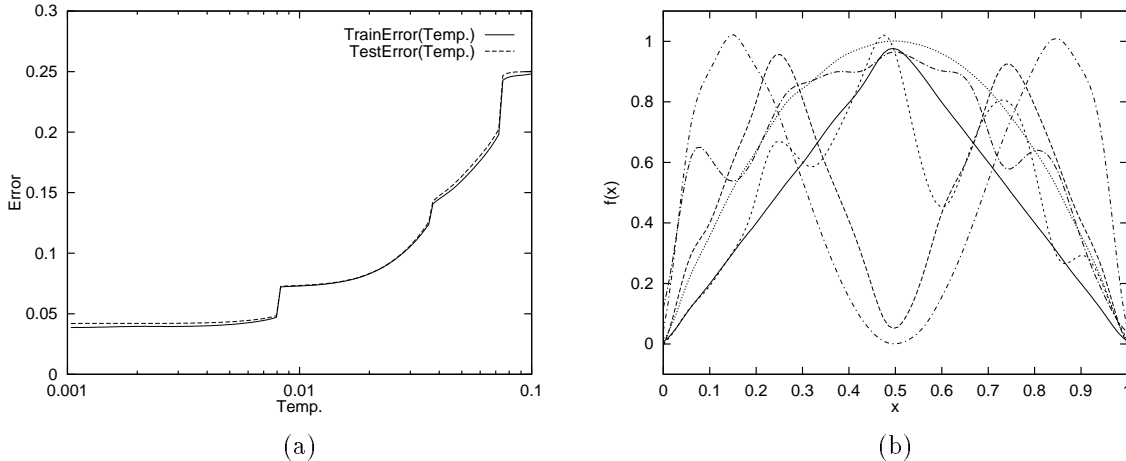 0.3
0.25
0.2
0.15
0.1
0.05
0
Error
TrainError(Temp.)
TestError(Temp.)
0.001
0.01
0.1
Temp.
(a)
1
0.8
0.6
0.4
0.2
0
f(x)
0 0.1 0.2 0.3 0.4 0.5 0.6 0.7 0.8 0.9 1
x
(b)